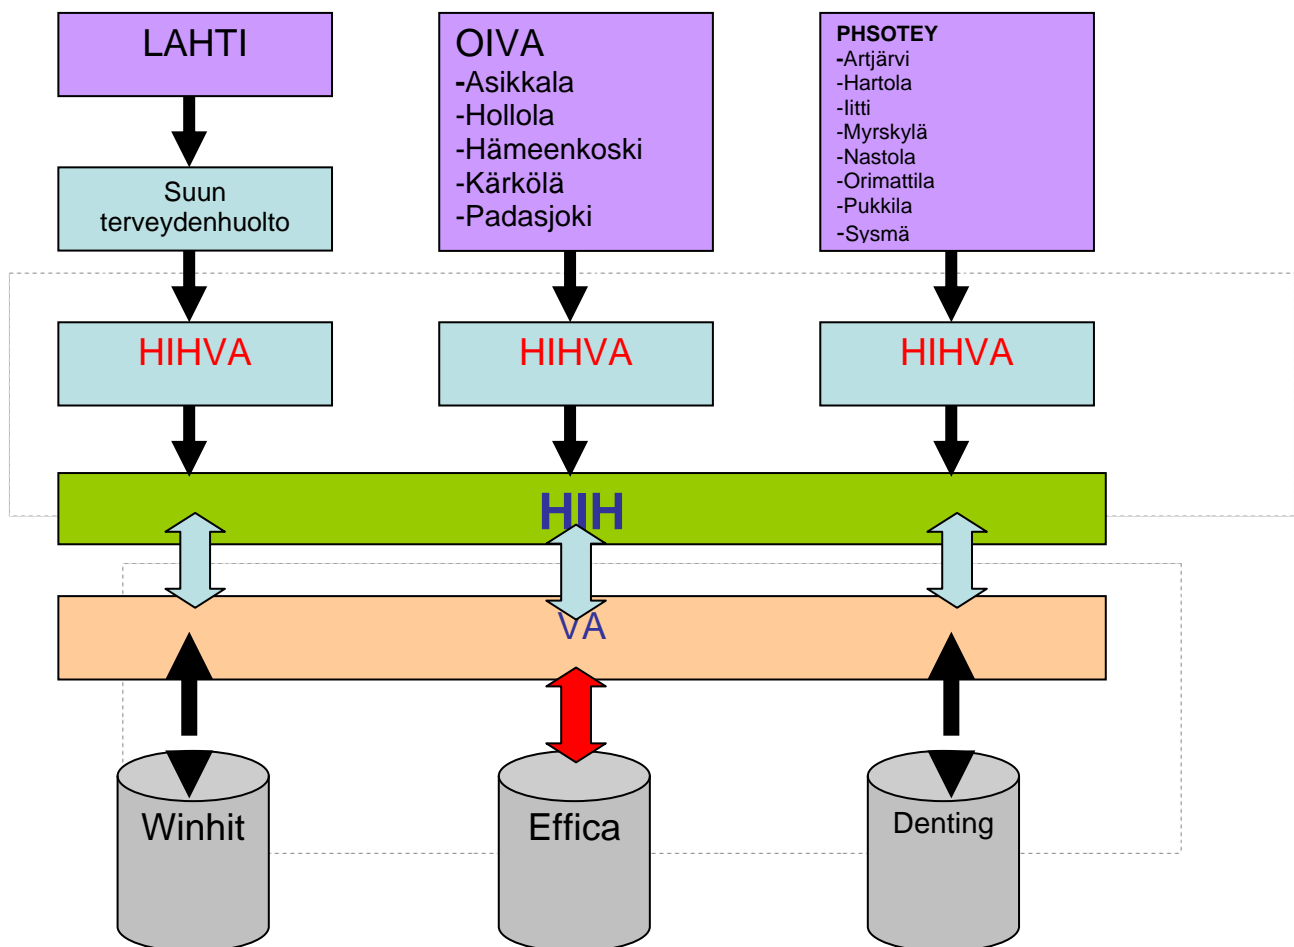 LAHTI
Suun
terveydenhuolto
OIVA
-Asikkala
-Hollola
-Hämeenkoski
-Kärkölä
-Padasjoki
PHSOTEY
-Artjärvi
-Hartola
-Iitti
-Myrskylä
-Nastola
-Orimattila
-Pukkila
-Sysmä
HIHVA
HIHVA
HIHVA
HIH
VA
Winhit
Effica
Denting